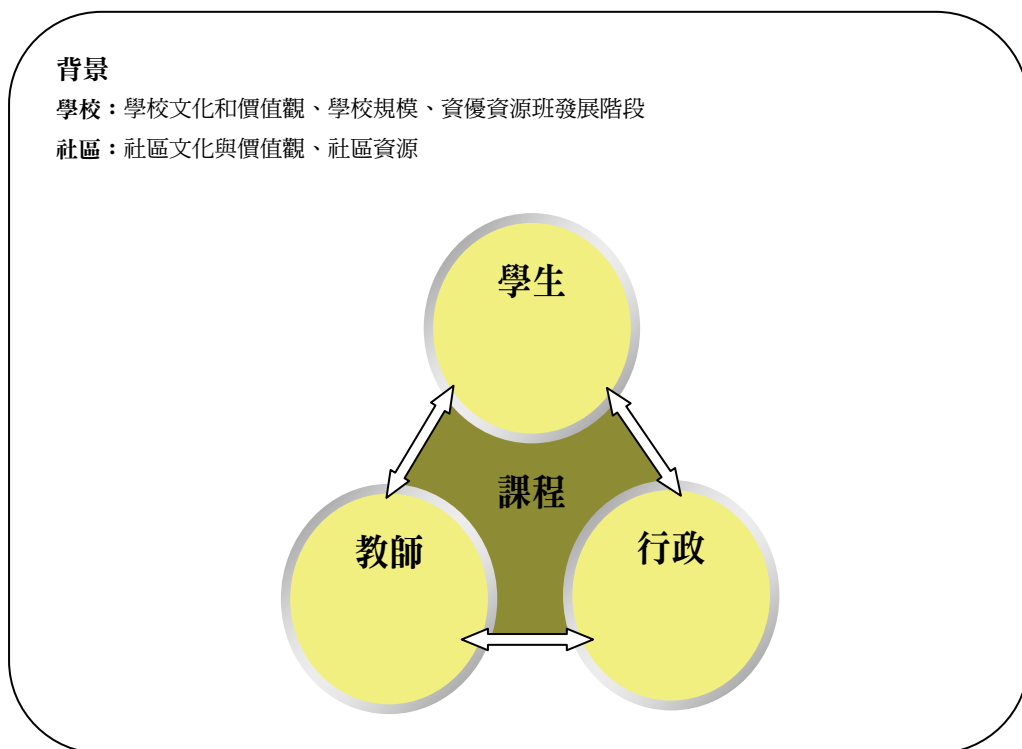 背景
學校：學校文化和價值觀、學校規模、資優資源班發展階段
社區：社區文化與價值觀、社區資源
學生
課程
教師
行政